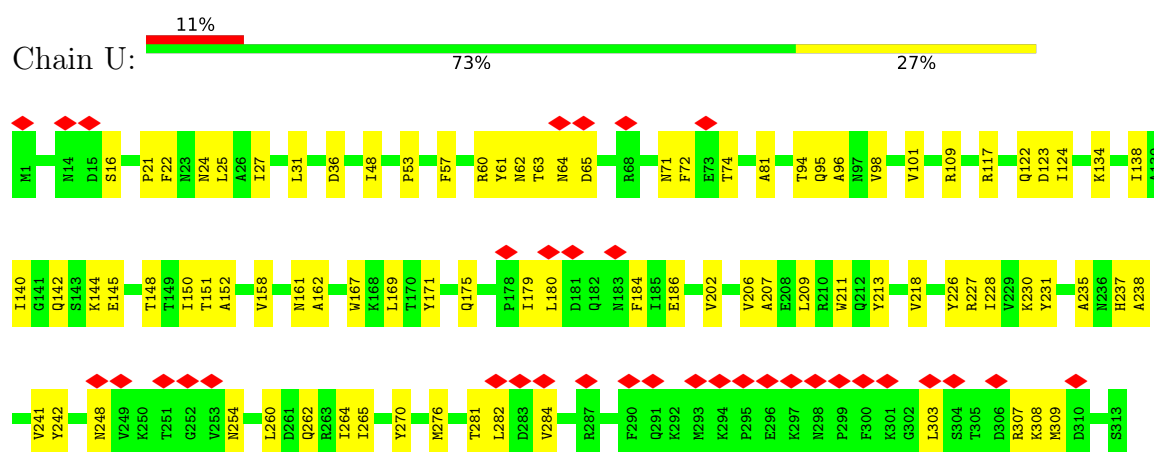 11%
Chain U:
73% 27%
M1 N14 D15 S16 P21 F22 N23 N24 L25 A26 I27 L31 D36 I48 P53 F57 R60 Y61 N62 T63 N64 D65 R68 N71 F72 E73 T74 A81 T94 Q95 A96 N97 V98 V101 R109 R117 Q122 D123 I124 K134 I138 A139
I140 G141 Q142 S143 K144 E145 T148 T149 I150 T151 A152 V158 N161 A162 W167 K168 L169 T170 Y171 Q175 P178 I179 L180 D181 Q182 N183 F184 I185 E186 V202 V206 A207 E208 L209 R210 W211 Q212 Y213 V218 Y226 R227 I228 V229 K230 Y231 A235 N236 H237 A238
V241 Y242 N248 V249 K250 T251 G252 V253 N254 L260 D261 Q262 R263 I264 I265 Y270 M276 T281 L282 D283 V284 R287 F290 Q291 K292 M293 K294 P295 E296 K297 N298 P299 F300 K301 G302 L303 S304 T305 D306 R307 K308 M309 D310 S313